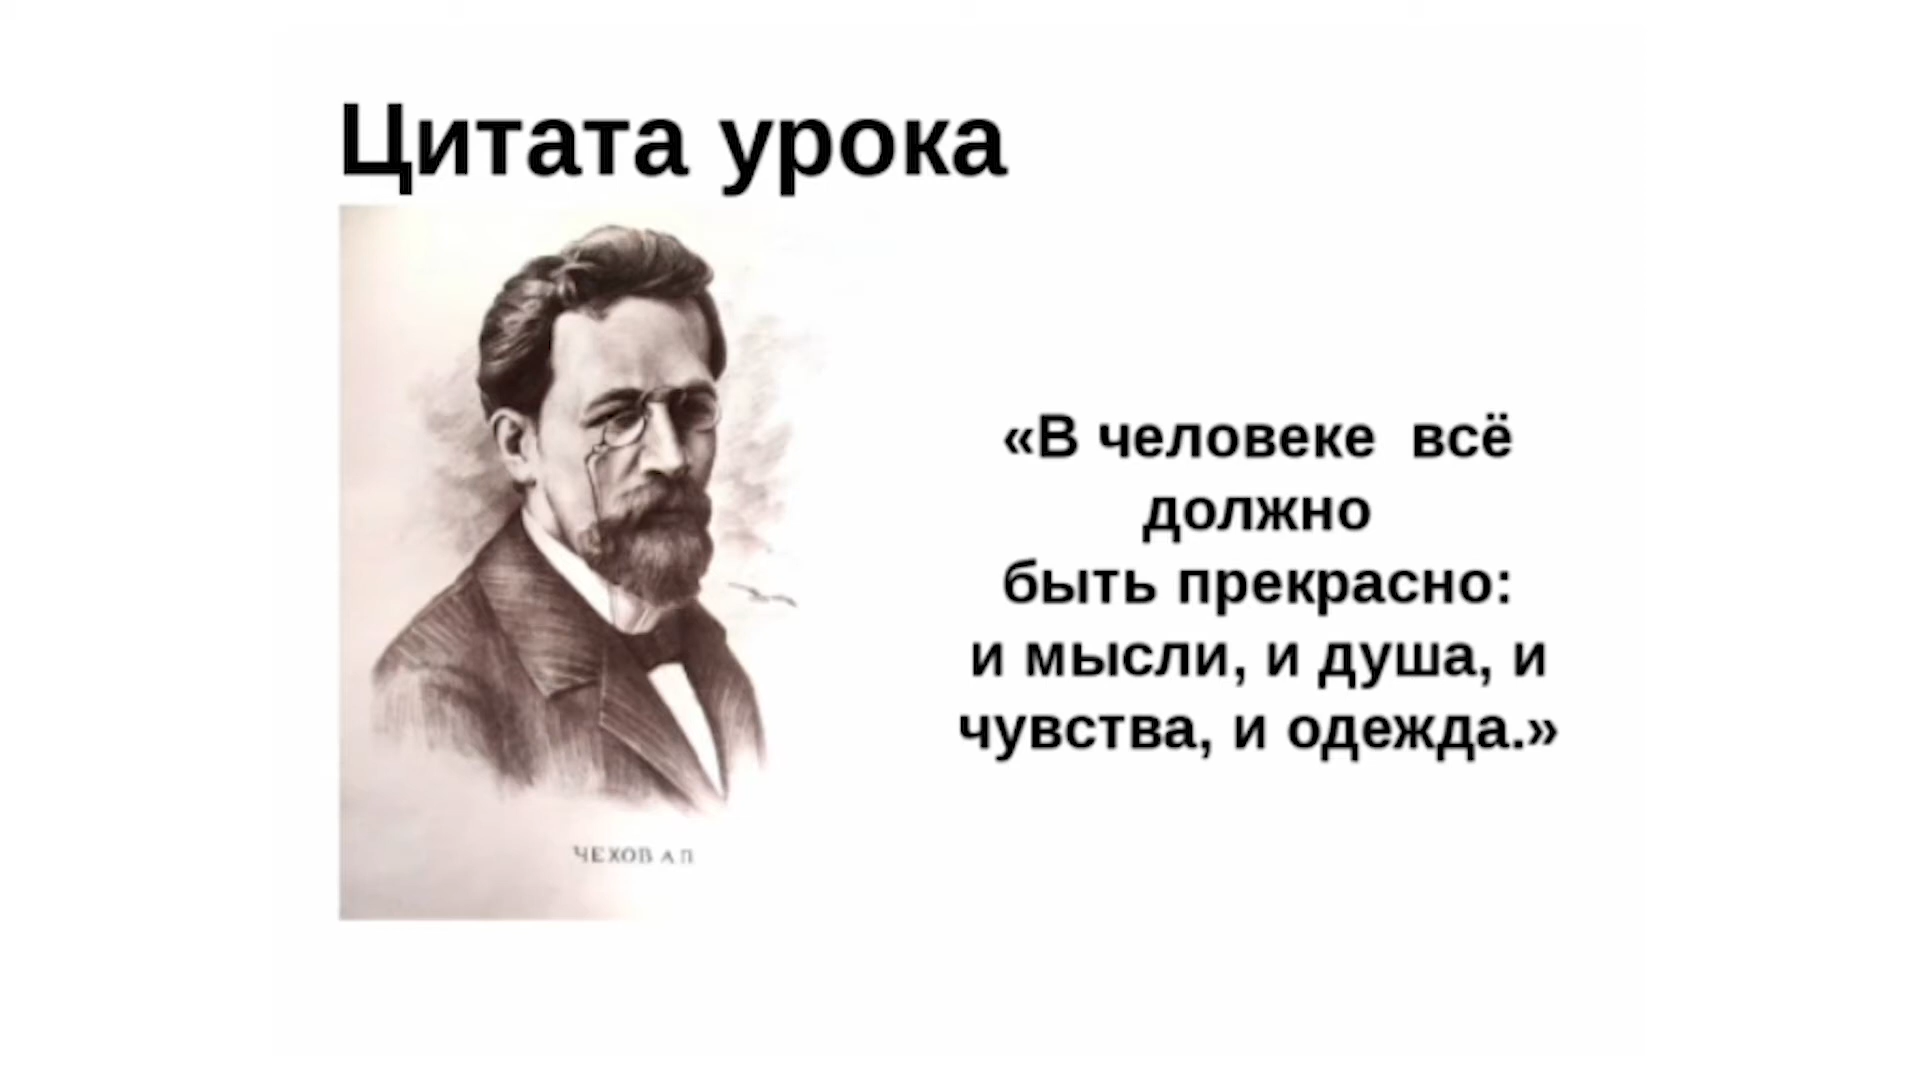 Цитата урока
«В человеке  всё
должно
быть прекрасно:
и мысли, и душа, и
чувства, и одежда.»
ЧЕХОВ А П